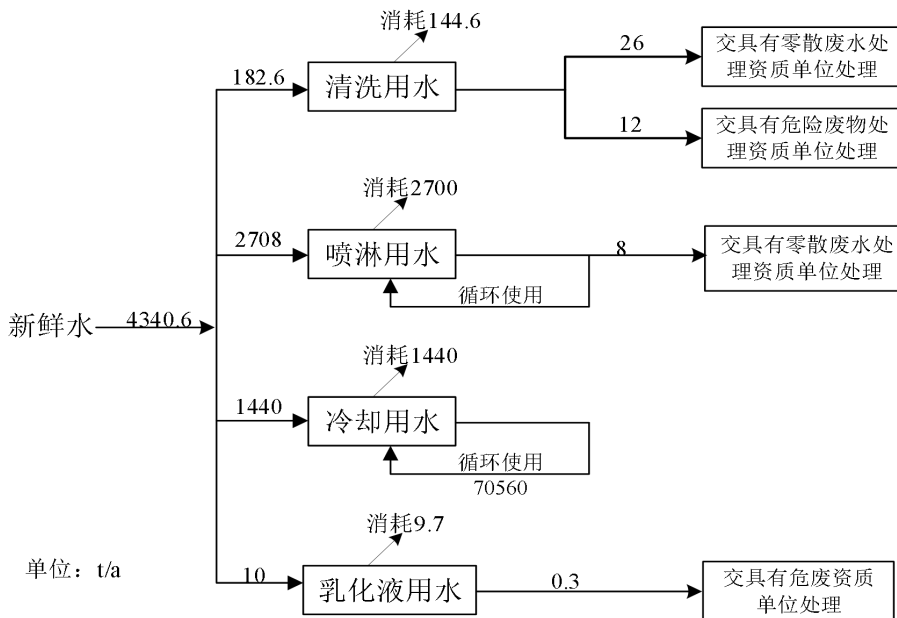 消耗144.6
182.6
清洗用水
26
交具有零散废水处
理资质单位处理
12
交具有危险废物处
理资质单位处理
消耗2700
2708
喷淋用水
8
交具有零散废水处
理资质单位处理
循环使用
新鲜水
4340.6
消耗1440
1440
冷却用水
循环使用
70560
消耗9.7
单位：t/a
10
乳化液用水
0.3
交具有危废资质
单位处理